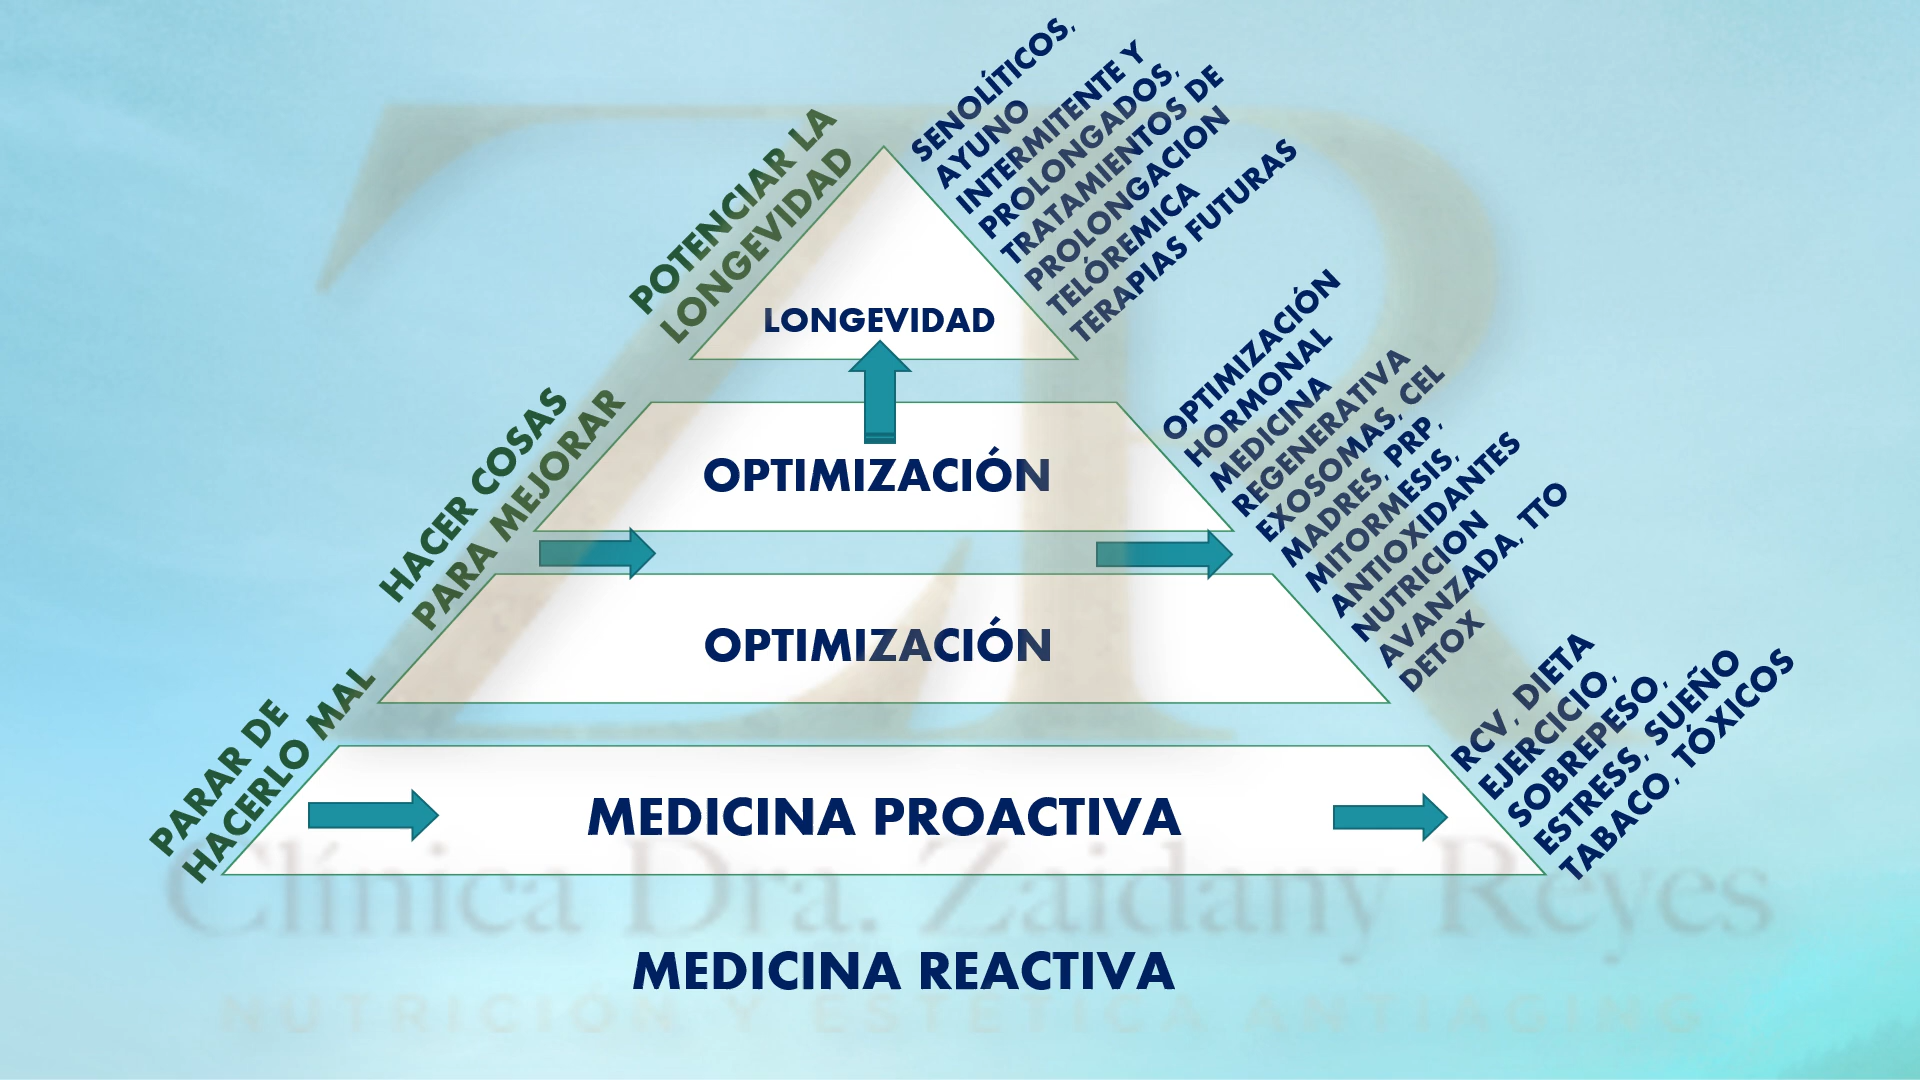 POTENCIAR LA
LONGEVIDAD
SENOLÍTICOS,
AYUNO
INTERMITENTE Y
PROLONGADOS,
TRATAMIENTOS DE
PROLONGACION
TELÓREMICA
TERAPIAS FUTURAS
LONGEVIDAD
HACER COSAS
PARA MEJORAR
OPTIMIZACIÓN
OPTIMIZACIÓN
OPTIMIZACIÓN
HORMONAL
MEDICINA
REGENERATIVA
EXOSOMAS, CEL
MADRES, PRP,
MITORMESIS,
ANTIOXIDANTES
NUTRICION
AVANZADA, TTO
DETOX
PARAR DE
HACERLO MAL
MEDICINA PROACTIVA
RCV, DIETA
EJERCICIO,
SOBREPESO,
ESTRESS, SUEÑO
TABACO, TÓXICOS
ZR
Clínica Dra. Zaidany Reyes
MEDICINA REACTIVA
NUTRICIÓN Y ESTÉTICA ANTIAGING